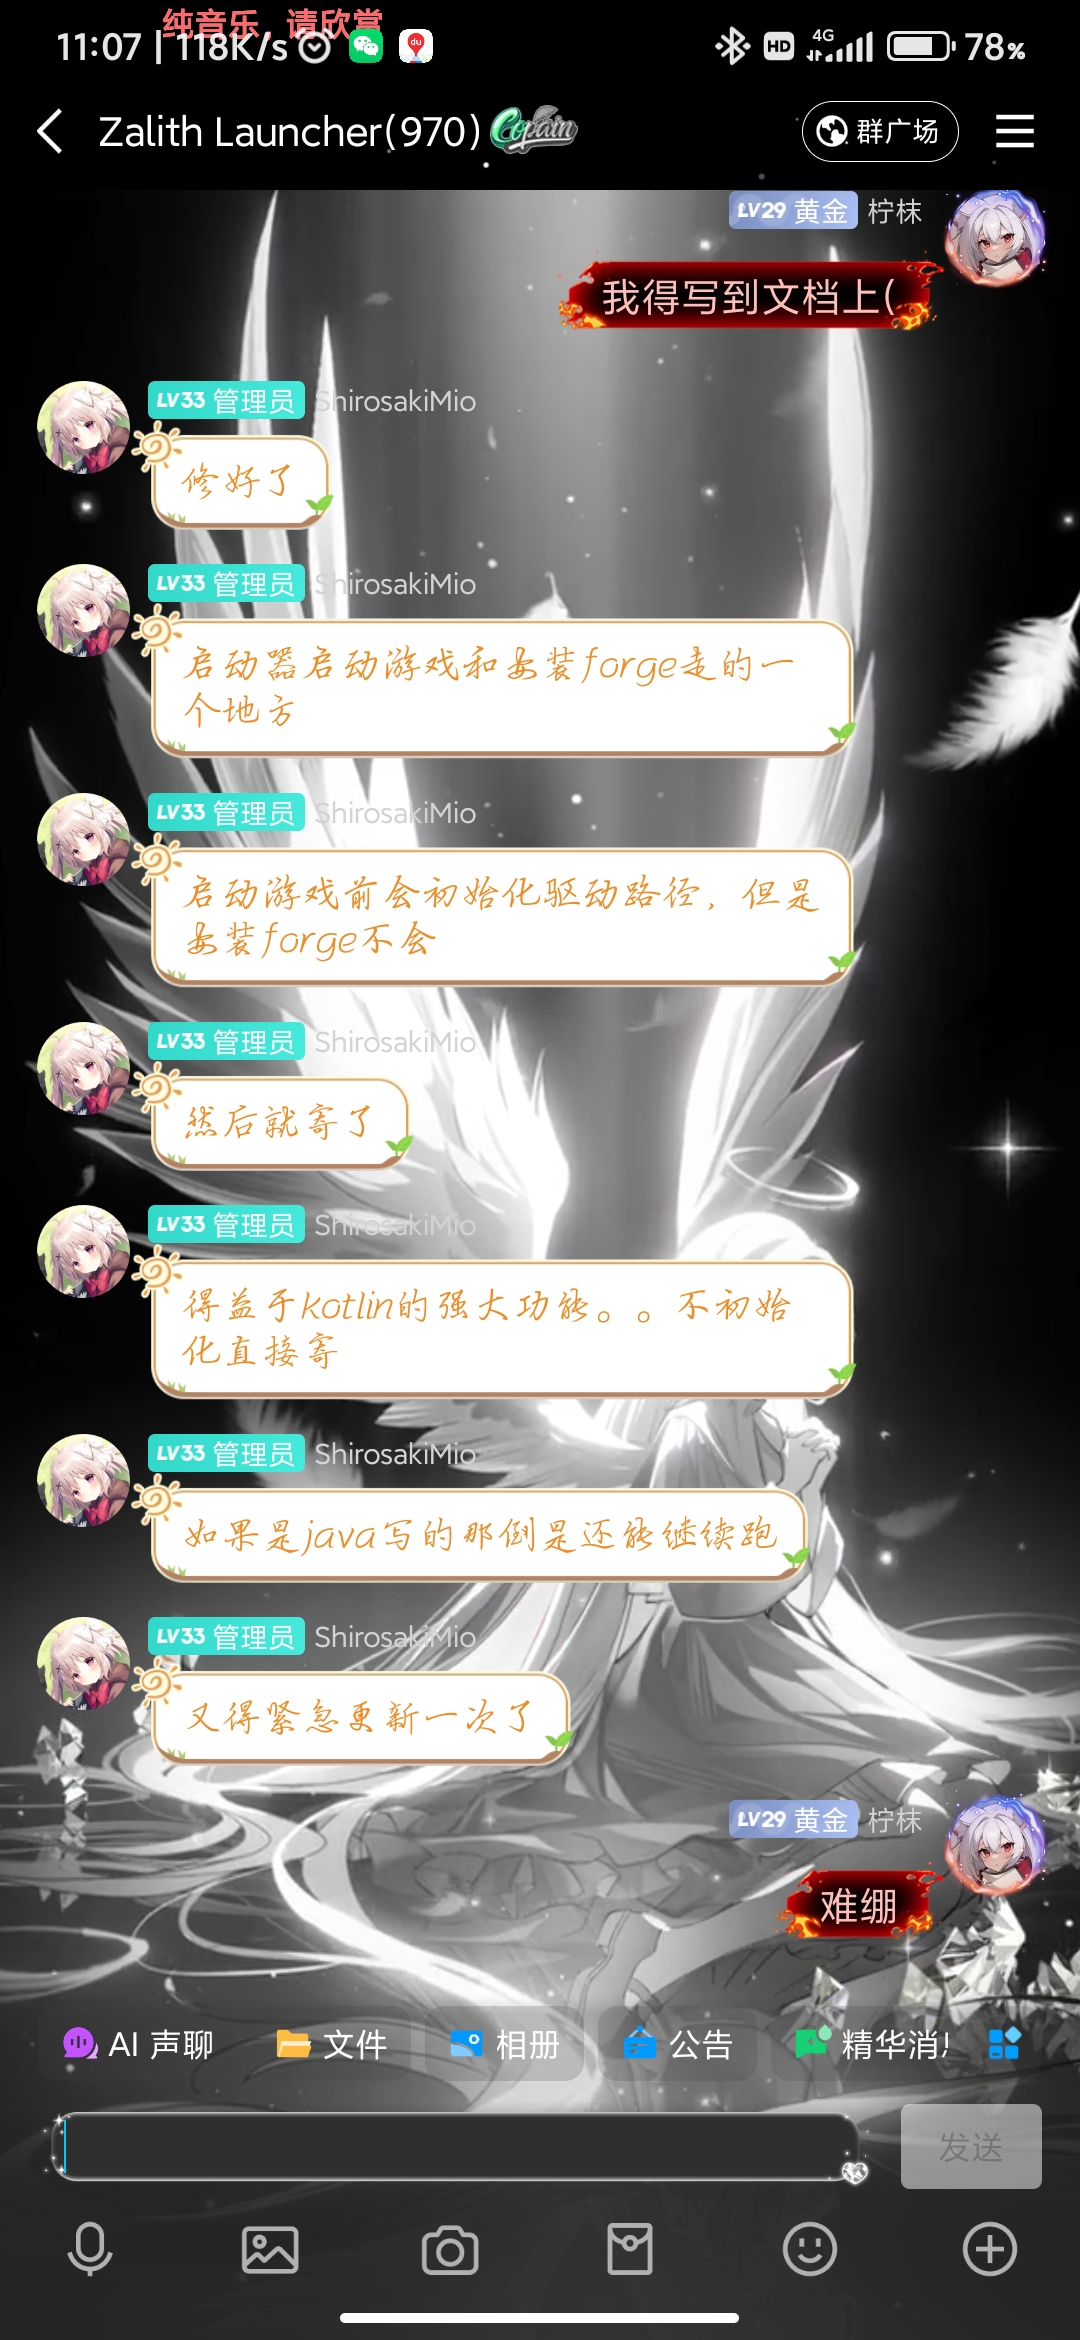 纯音乐，请欣赏
11:07 | 118K/s
HD 4G 78%
Zalith Launcher(970) Copain 群广场
LV29 黄金 柠枺
我得写到文档上(
LV33 管理员 ShirosakiMio
修好了
LV33 管理员 ShirosakiMio
启动器启动游戏和安装forge走的一
个地方
LV33 管理员 ShirosakiMio
启动游戏前会初始化驱动路径，但是
安装forge不会
LV33 管理员 ShirosakiMio
然后就寄了
LV33 管理员 ShirosakiMio
得益于kotlin的强大功能。。不初始
化直接寄
LV33 管理员 ShirosakiMio
如果是java写的那倒是还能继续跑
LV33 管理员 ShirosakiMio
又得紧急更新一次了
LV29 黄金 柠枺
难绷
AI 声聊 文件 相册 公告 精华消
发送